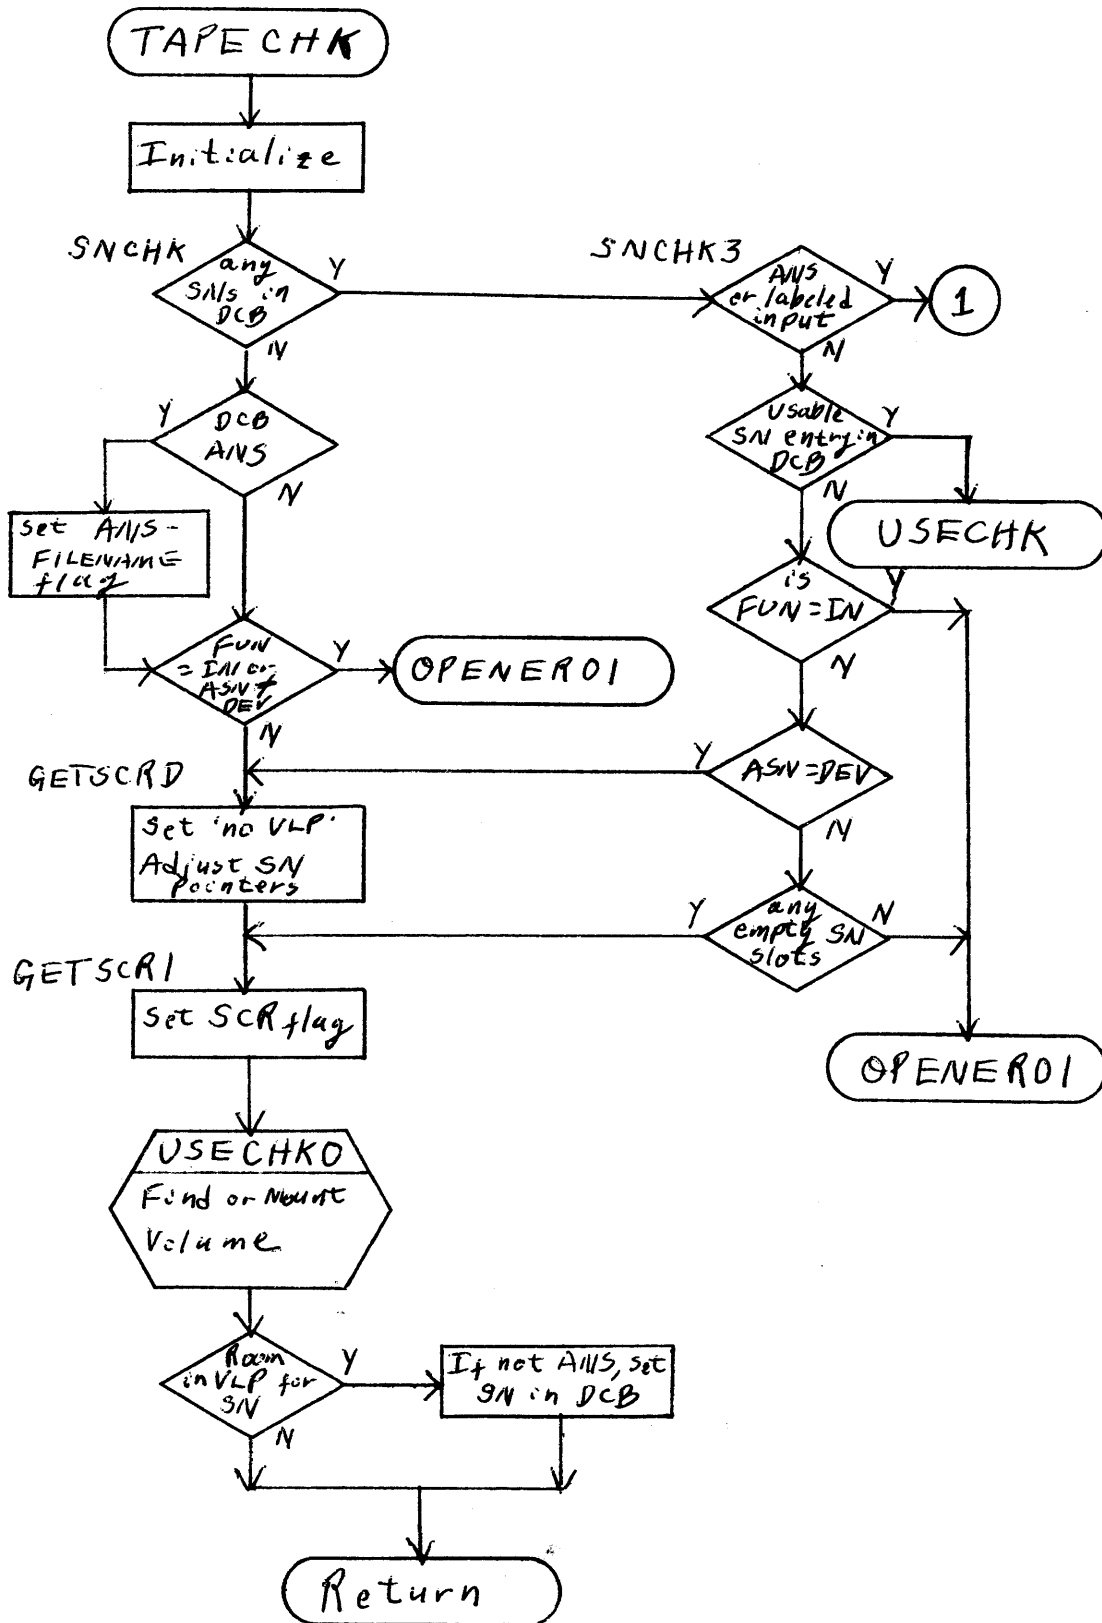 TAPECHK
Initialize
SNCHK
any
SN's in
DCB
Y
N
SNCHK3
ANS
or labeled
input
Y
N
1
Y
DCB
ANS
N
Usable
SN entry in
DCB
Y
N
set ANS-
FILENAME
flag
USECHK
is
FUN=IN
Y
N
FUN
=IN or
ASN≠
DEV
Y
N
OPENER01
GETSCRD
Y
ASN=DEV
N
Set 'no VLP'
Adjust SN
pointers
Y
any
empty SN
slots
N
GETSCR1
Set SCR flag
OPENER01
USECHK0
Find or Mount
Volume
Room
in VLP for
SN
Y
N
If not ANS, set
SN in DCB
Return